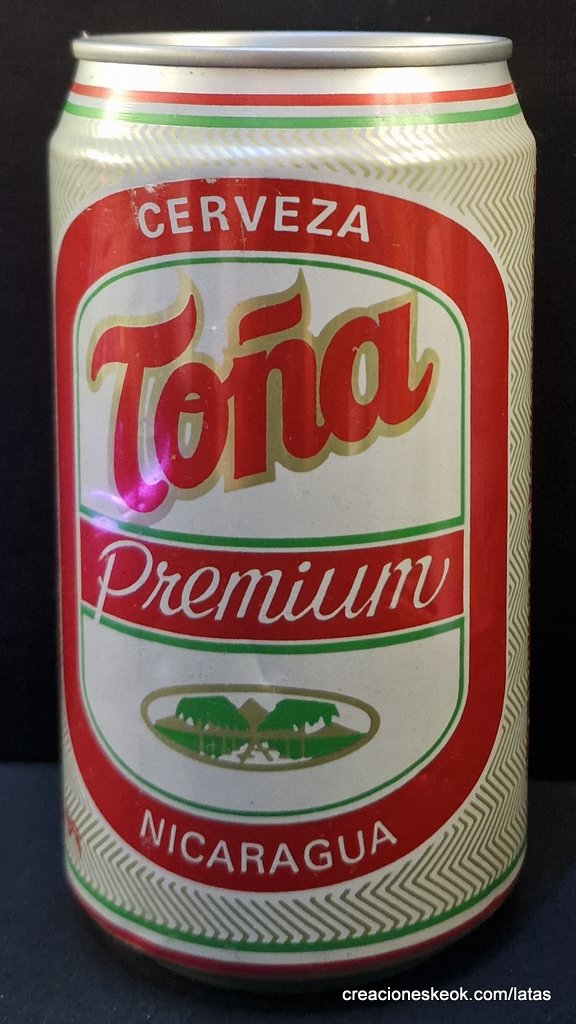 CERVEZA
Toña
Premium
NICARAGUA
creacioneskeok.com/latas